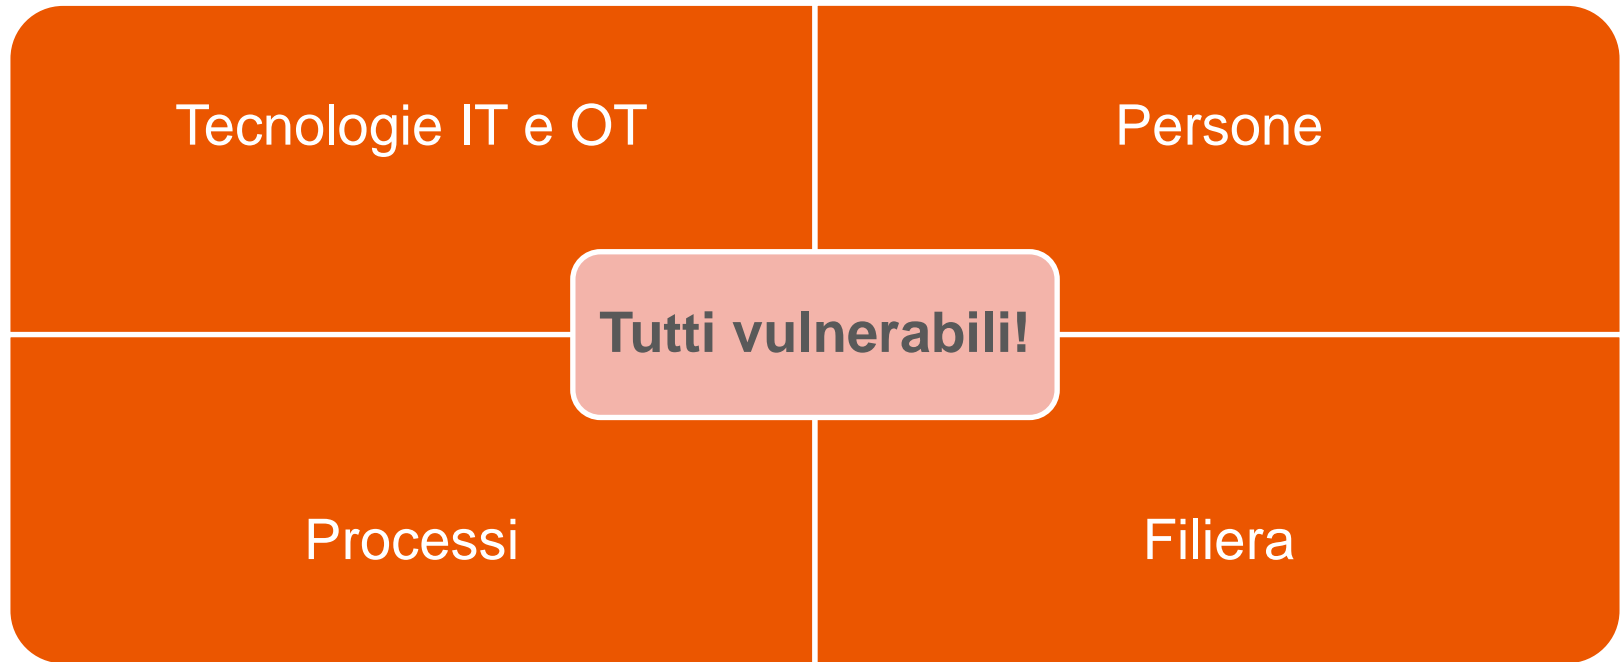 Tecnologie IT e OT
Persone
Tutti vulnerabili!
Processi
Filiera